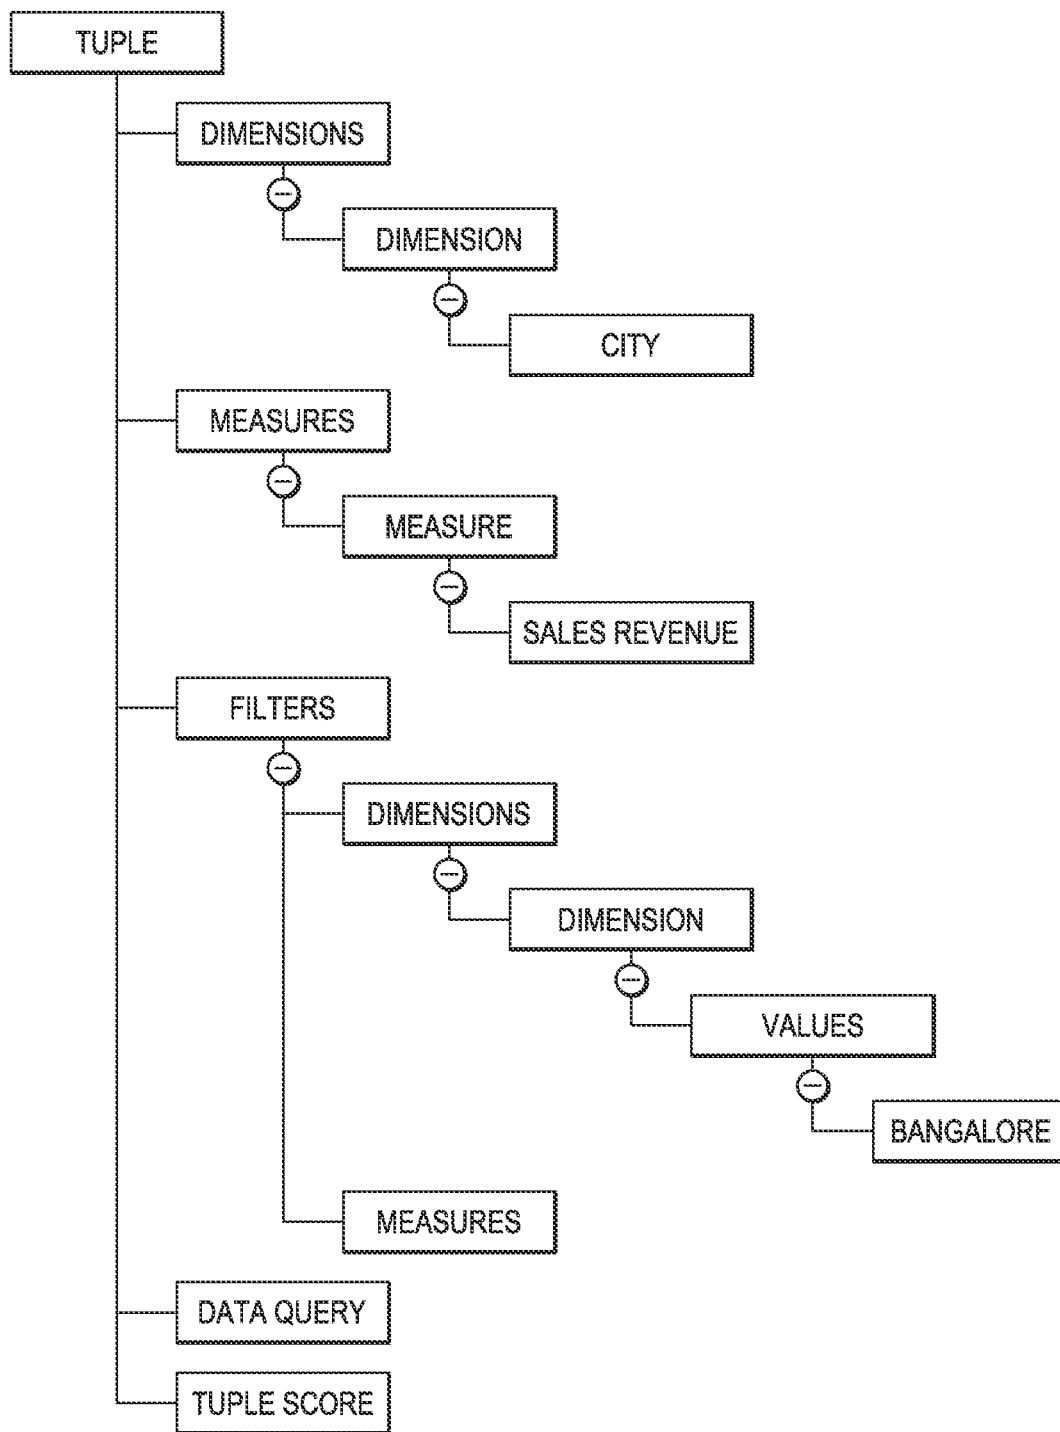 TUPLE
DIMENSIONS
DIMENSION
CITY
MEASURES
MEASURE
SALES REVENUE
FILTERS
DIMENSIONS
DIMENSION
VALUES
BANGALORE
MEASURES
DATA QUERY
TUPLE SCORE